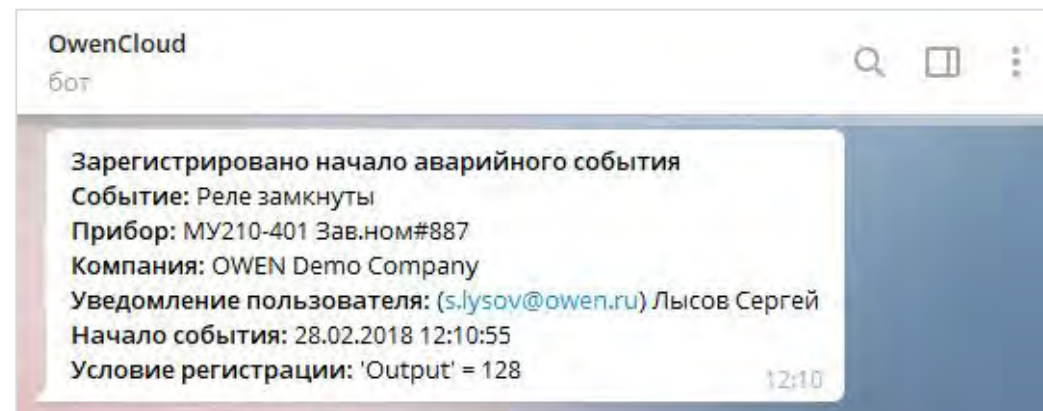 OwenCloud
бот
Зарегистрировано начало аварийного события
Событие: Реле замкнуты
Прибор: МУ210-401 Зав.ном#887
Компания: OWEN Demo Company
Уведомление пользователя: (s.lysov@owen.ru) Лысов Сергей
Начало события: 28.02.2018 12:10:55
Условие регистрации: 'Output' = 128
12:10